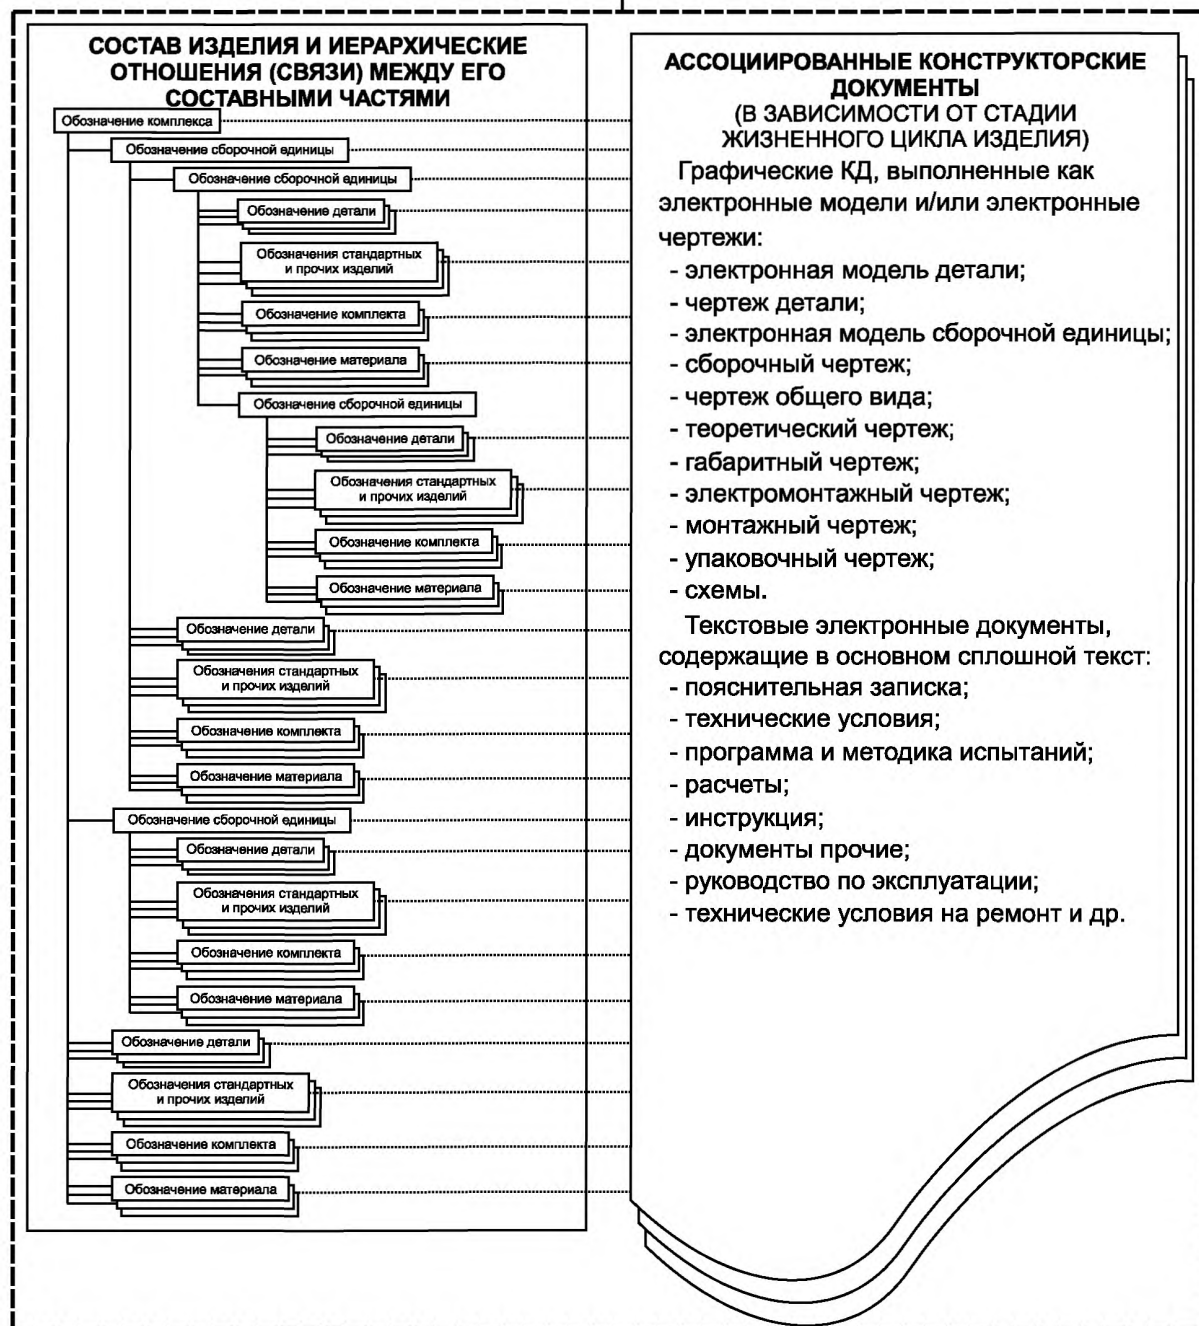 СОСТАВ ИЗДЕЛИЯ И ИЕРАРХИЧЕСКИЕ
ОТНОШЕНИЯ (СВЯЗИ) МЕЖДУ ЕГО
СОСТАВНЫМИ ЧАСТЯМИ
Обозначение комплекса
Обозначение сборочной единицы
Обозначение сборочной единицы
Обозначение детали
Обозначения стандартных
и прочих изделий
Обозначение комплекта
Обозначение материала
Обозначение сборочной единицы
Обозначение детали
Обозначения стандартных
и прочих изделий
Обозначение комплекта
Обозначение материала
Обозначение детали
Обозначения стандартных
и прочих изделий
Обозначение комплекта
Обозначение материала
Обозначение сборочной единицы
Обозначение детали
Обозначения стандартных
и прочих изделий
Обозначение комплекта
Обозначение материала
Обозначение детали
Обозначения стандартных
и прочих изделий
Обозначение комплекта
Обозначение материала
АССОЦИИРОВАННЫЕ КОНСТРУКТОРСКИЕ
ДОКУМЕНТЫ
(В ЗАВИСИМОСТИ ОТ СТАДИИ
ЖИЗНЕННОГО ЦИКЛА ИЗДЕЛИЯ)
Графические КД, выполненные как
электронные модели и/или электронные
чертежи:
- электронная модель детали;
- чертеж детали;
- электронная модель сборочной единицы;
- сборочный чертеж;
- чертеж общего вида;
- теоретический чертеж;
- габаритный чертеж;
- электромонтажный чертеж;
- монтажный чертеж;
- упаковочный чертеж;
- схемы.
Текстовые электронные документы,
содержащие в основном сплошной текст:
- пояснительная записка;
- технические условия;
- программа и методика испытаний;
- расчеты;
- инструкция;
- документы прочие;
- руководство по эксплуатации;
- технические условия на ремонт и др.